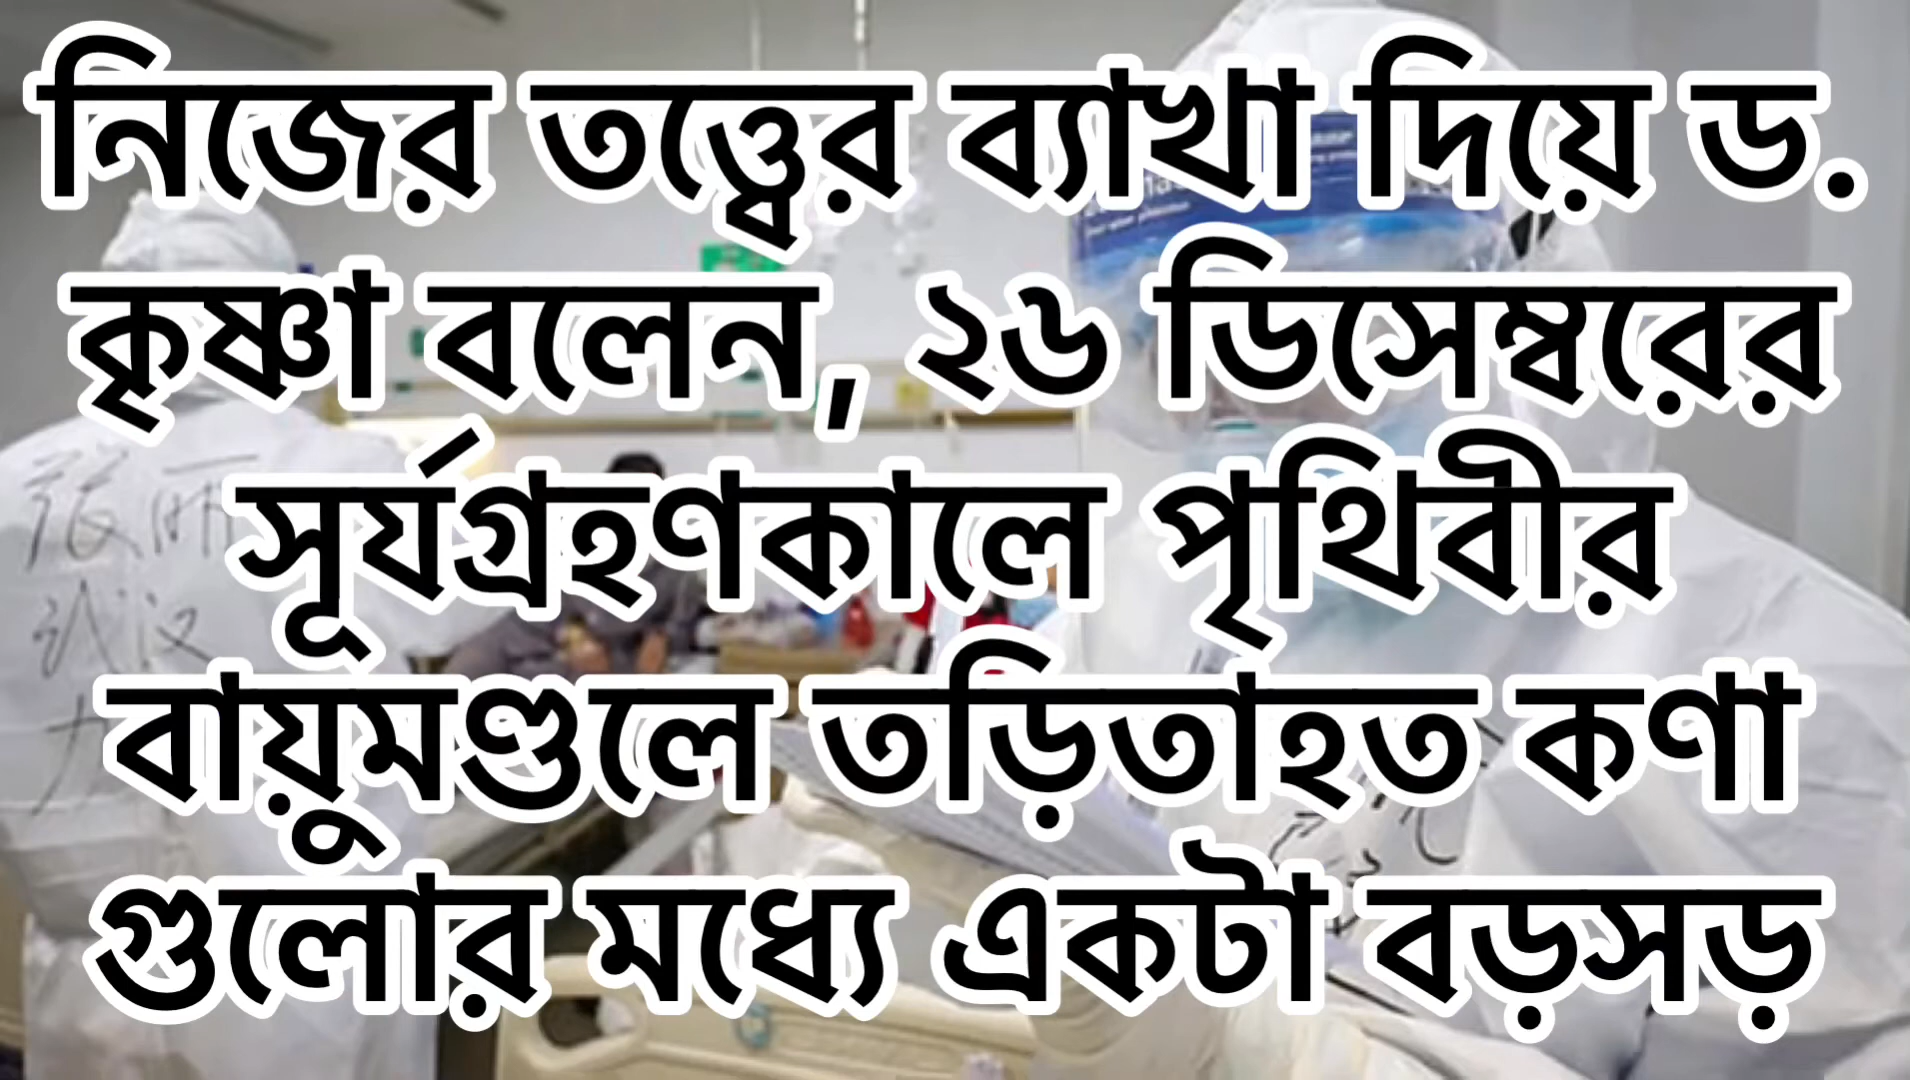 নিজের তত্ত্বের ব্যাখা দিয়ে ড.
কৃষ্ণা বলেন, ২৬ ডিসেম্বরের
সূর্যগ্রহণকালে পৃথিবীর
বায়ুমণ্ডলে তড়িতাহত কণা
গুলোর মধ্যে একটা বড়সড়